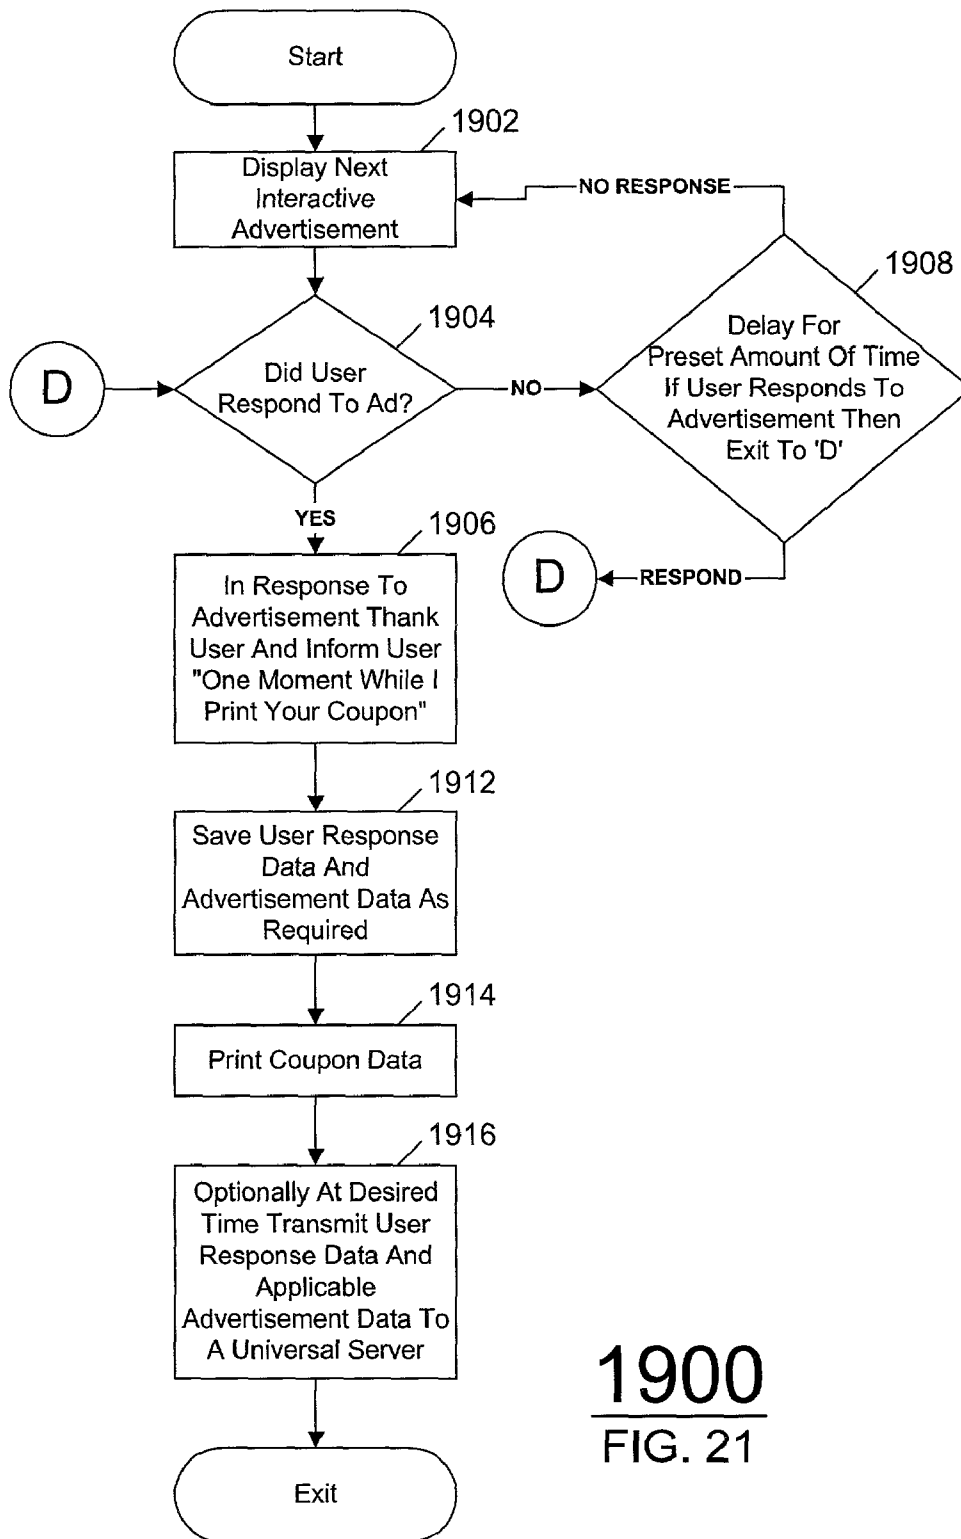 Start
1902
Display Next
Interactive
Advertisement
NO RESPONSE
1908
Delay For
Preset Amount Of Time
If User Responds To
Advertisement Then
Exit To 'D'
1904
D
Did User
Respond To Ad?
NO
YES
1906
D
RESPOND
In Response To
Advertisement Thank
User And Inform User
"One Moment While I
Print Your Coupon"
1912
Save User Response
Data And
Advertisement Data As
Required
1914
Print Coupon Data
1916
Optionally At Desired
Time Transmit User
Response Data And
Applicable
Advertisement Data To
A Universal Server
Exit
1900
FIG. 21